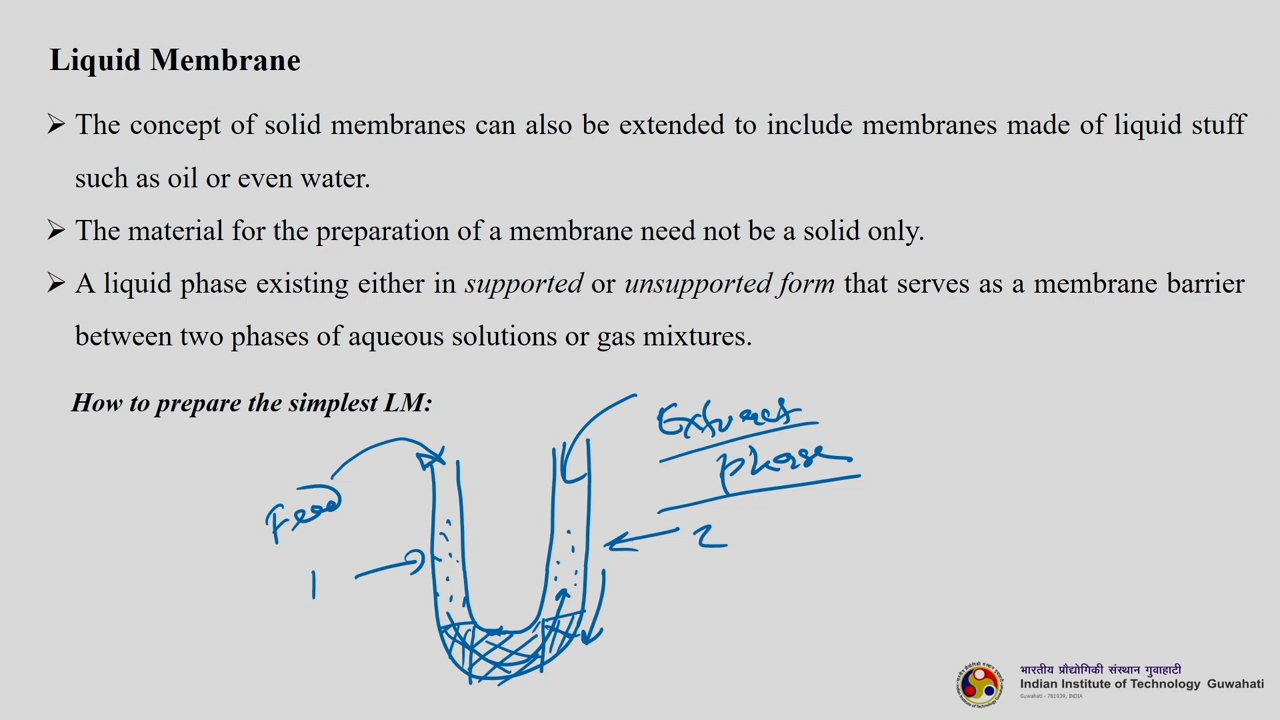 Liquid Membrane
➢ The concept of solid membranes can also be extended to include membranes made of liquid stuff
such as oil or even water.
➢ The material for the preparation of a membrane need not be a solid only.
➢ A liquid phase existing either in supported or unsupported form that serves as a membrane barrier
between two phases of aqueous solutions or gas mixtures.
How to prepare the simplest LM:
Extract
phase
Feed
2
1
भारतीय प्रौद्योगिकी संस्थान गुवाहाटी
Indian Institute of Technology Guwahati
Guwahati - 781039, INDIA